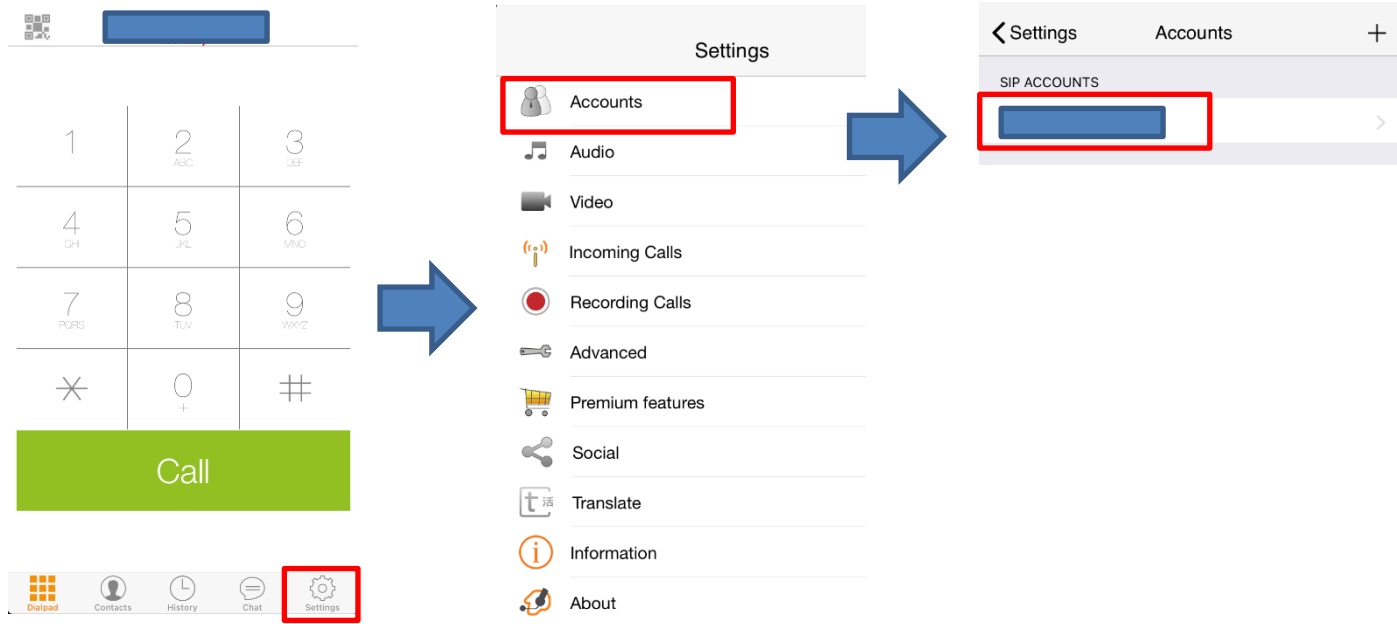 1
2
ABC
3
DEF
4
GHI
5
JKL
6
MNO
7
PQRS
8
TUV
9
WXYZ
*
0
+
#
Call
Dialpad
Contacts
History
Chat
Settings
Settings
Accounts
Audio
Video
Incoming Calls
Recording Calls
Advanced
Premium features
Social
t 活 Translate
i Information
About
Settings Accounts +
SIP ACCOUNTS